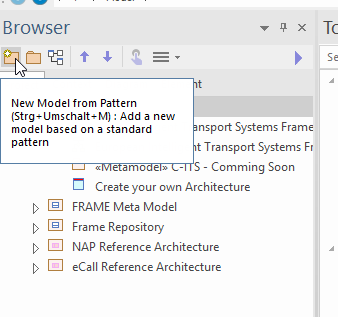 Browser
To
Se
nt
New Model from Pattern
(Strg+Umschalt+M) : Add a new
model based on a standard
pattern
ransport Systems Frame
nt Transport Systems Frame
«Metamodel» C-ITS - Comming Soon
Create your own Architecture
FRAME Meta Model
Frame Repository
NAP Reference Architecture
eCall Reference Architecture